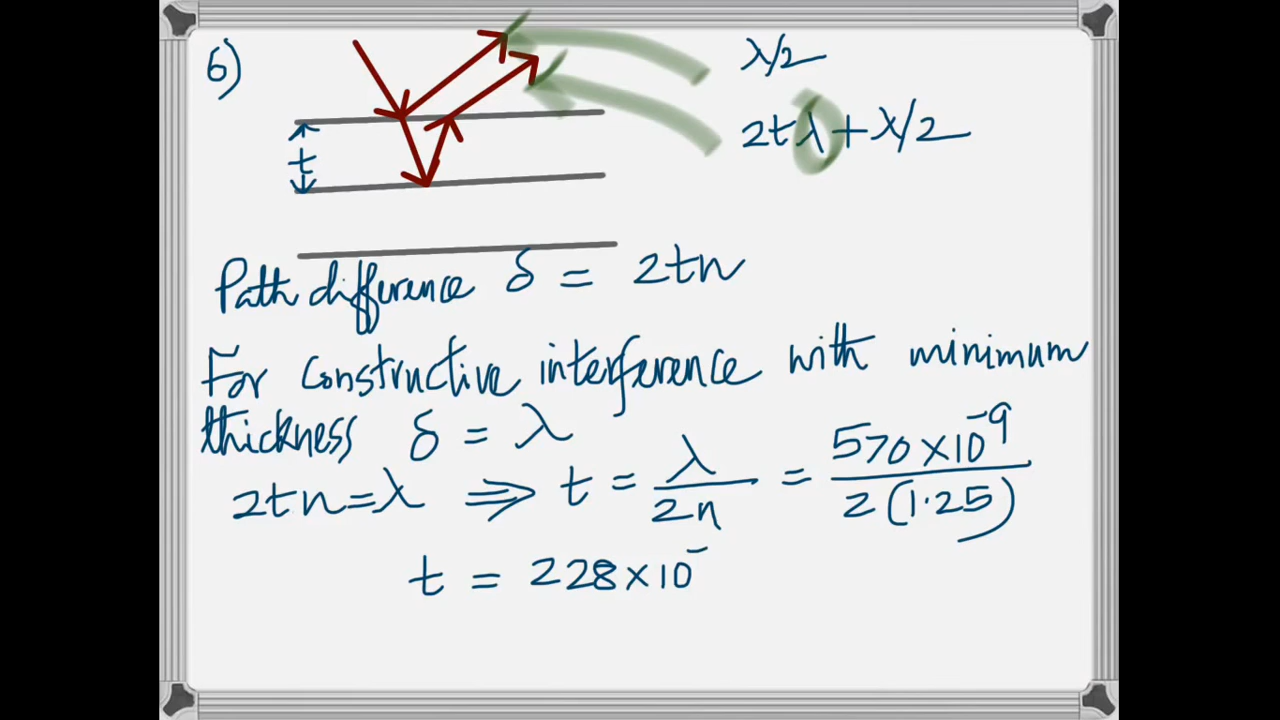 6)
λ/2
2tλ+λ/2
t
Path difference δ = 2tn
For constructive interference with minimum
thickness δ = λ
2tn=λ ⇒ t = λ/2n = 570×10⁻⁹/2(1.25)
t = 228×10⁻